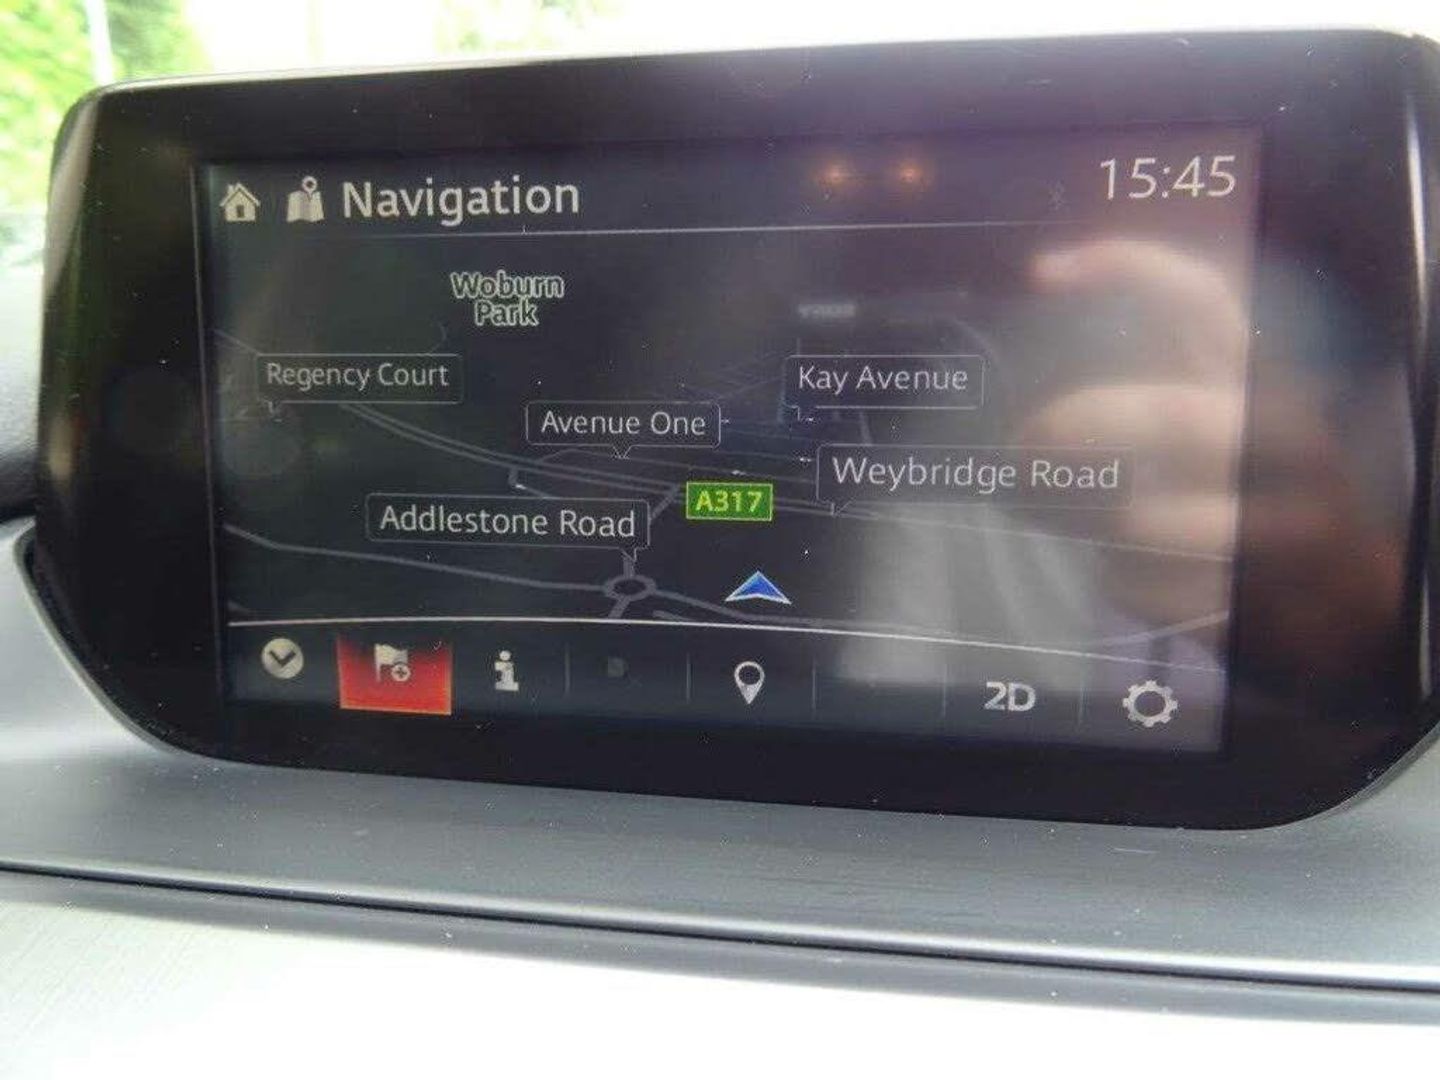 Navigation
15:45
Woburn
Park
Regency Court
Kay Avenue
Avenue One
Weybridge Road
A317
Addlestone Road
2D